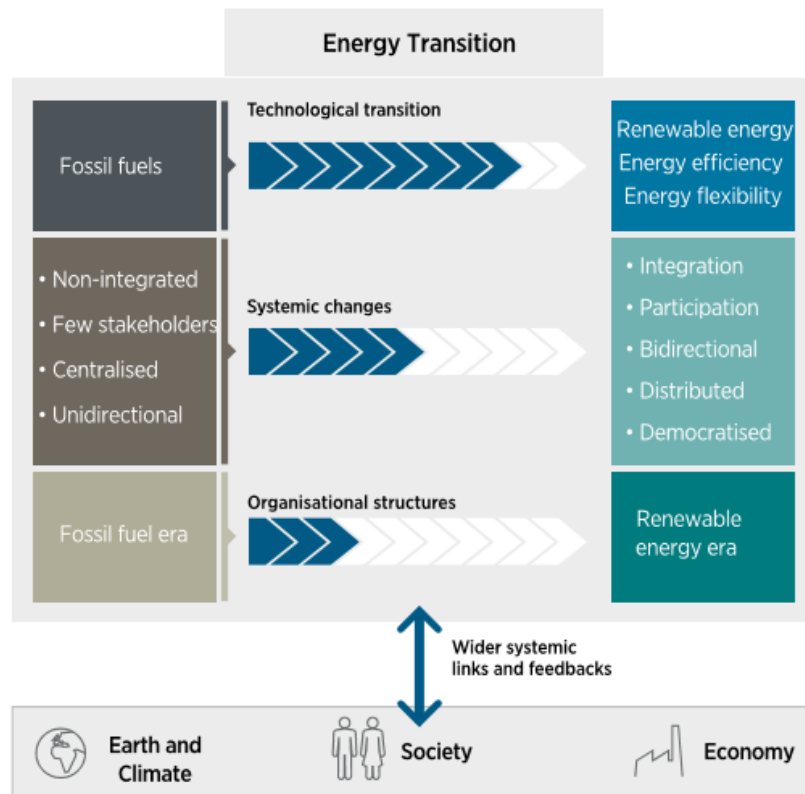 Energy Transition
Technological transition
Fossil fuels
Renewable energy
Energy efficiency
Energy flexibility
• Non-integrated
• Few stakeholders
• Centralised
• Unidirectional
Systemic changes
• Integration
• Participation
• Bidirectional
• Distributed
• Democratised
Organisational structures
Fossil fuel era
Renewable
energy era
Wider systemic
links and feedbacks
Earth and
Climate
Society
Economy